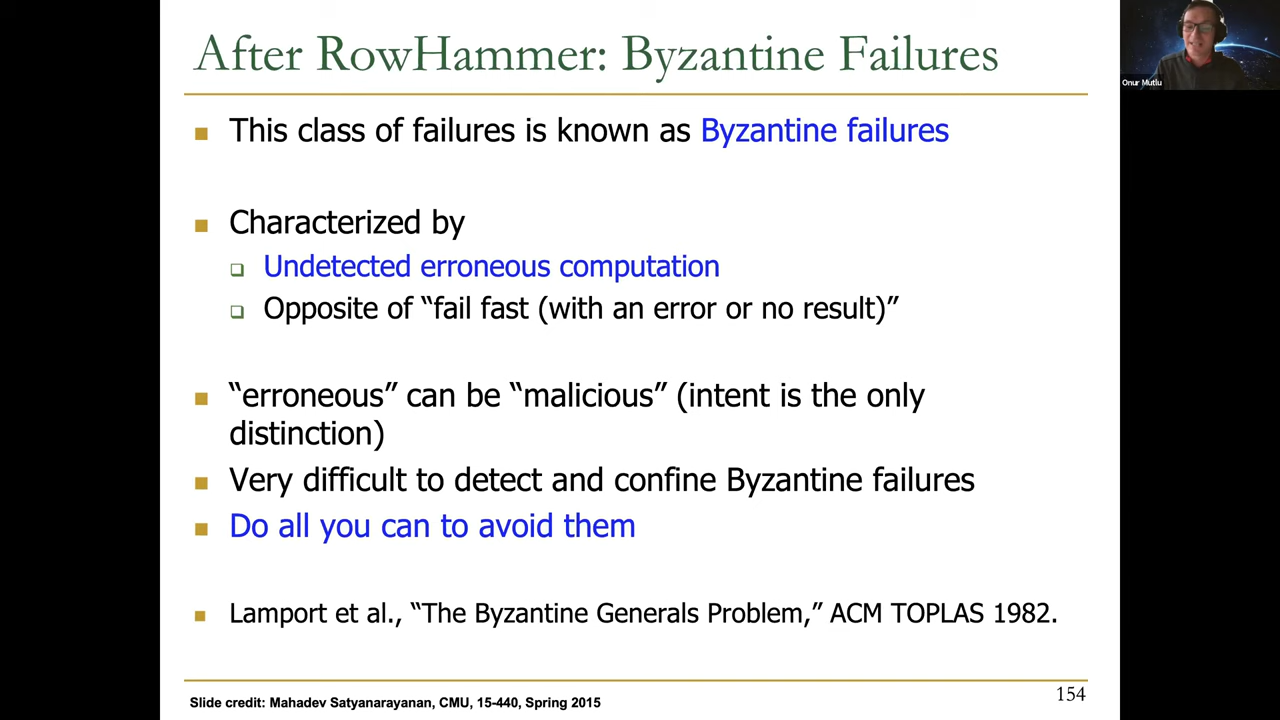 After RowHammer: Byzantine Failures
Onur Mutlu
This class of failures is known as Byzantine failures
Characterized by
Undetected erroneous computation
Opposite of “fail fast (with an error or no result)”
“erroneous” can be “malicious” (intent is the only
distinction)
Very difficult to detect and confine Byzantine failures
Do all you can to avoid them
Lamport et al., “The Byzantine Generals Problem,” ACM TOPLAS 1982.
Slide credit: Mahadev Satyanarayanan, CMU, 15-440, Spring 2015
154